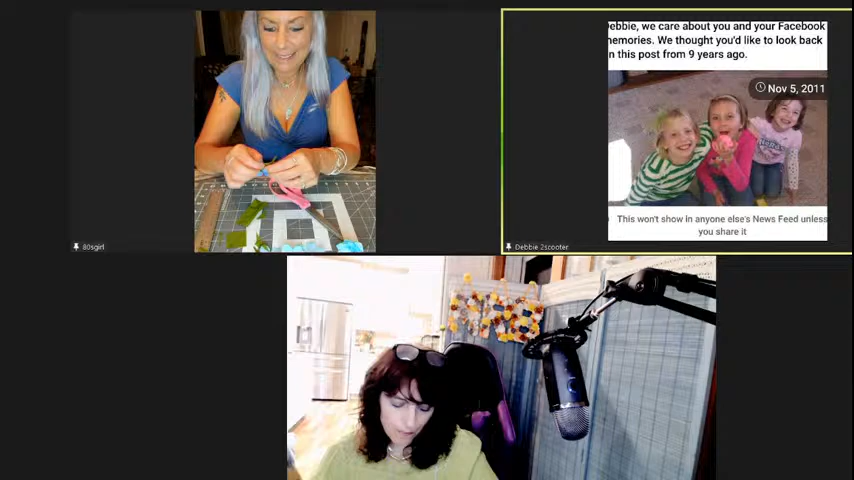 Debbie, we care about you and your Facebook
memories. We thought you'd like to look back
on this post from 9 years ago.
Nov 5, 2011
This won't show in anyone else's News Feed unless
you share it
80sgirl
Debbie 2scooter